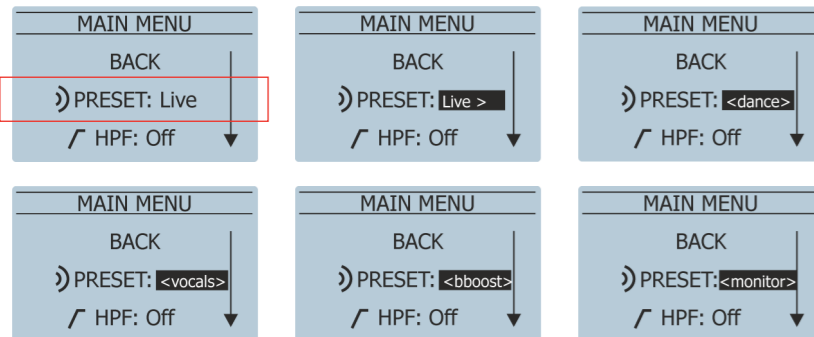 MAIN MENU
BACK
PRESET: Live
HPF: Off
MAIN MENU
BACK
PRESET: Live >
HPF: Off
MAIN MENU
BACK
PRESET: <dance>
HPF: Off
MAIN MENU
BACK
PRESET: <vocals>
HPF: Off
MAIN MENU
BACK
PRESET: <bboost>
HPF: Off
MAIN MENU
BACK
PRESET: <monitor>
HPF: Off